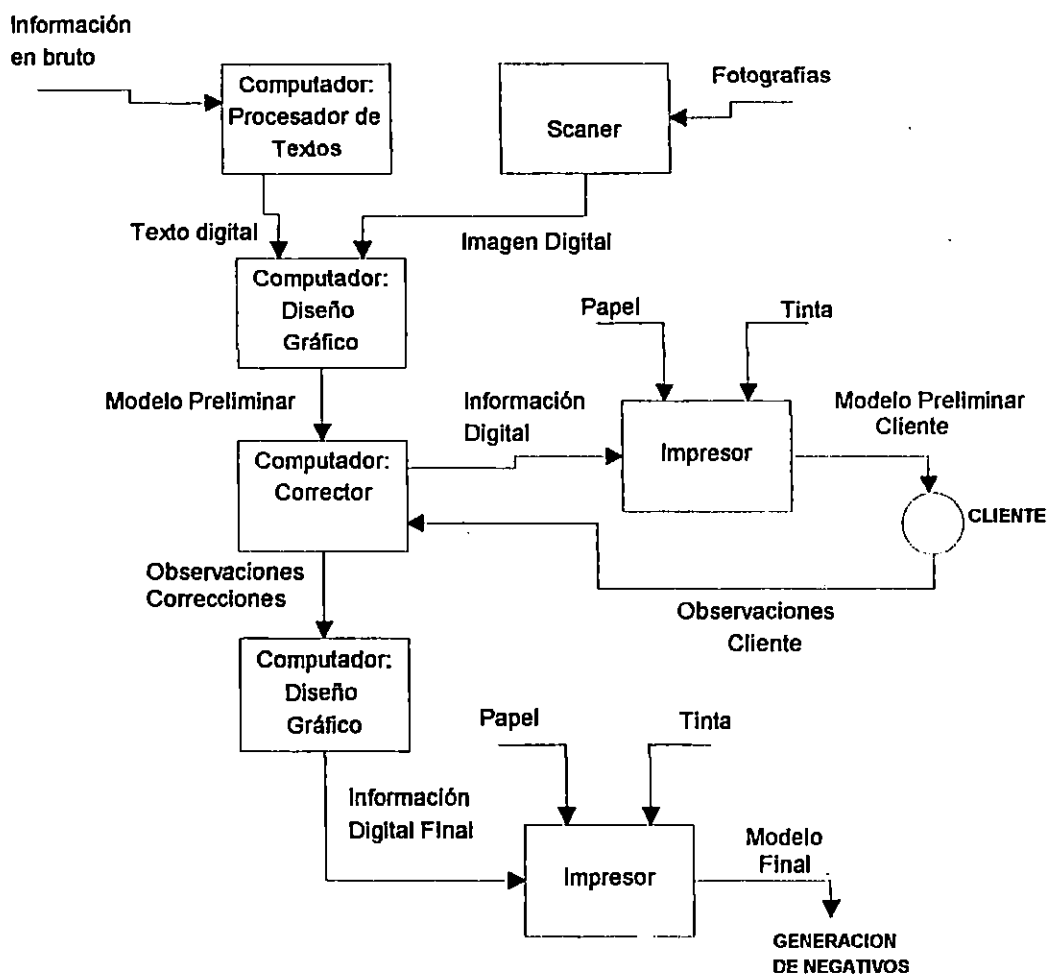 Información
en bruto
Computador:
Procesador de
Textos
Scaner
Fotografías
Texto digital
Imagen Digital
Computador:
Diseño
Gráfico
Papel
Tinta
Modelo Preliminar
Información
Digital
Impresor
Modelo Preliminar
Cliente
Computador:
Corrector
CLIENTE
Observaciones
Correcciones
Observaciones
Cliente
Computador:
Diseño
Gráfico
Papel
Tinta
Información
Digital Final
Impresor
Modelo
Final
GENERACION
DE NEGATIVOS